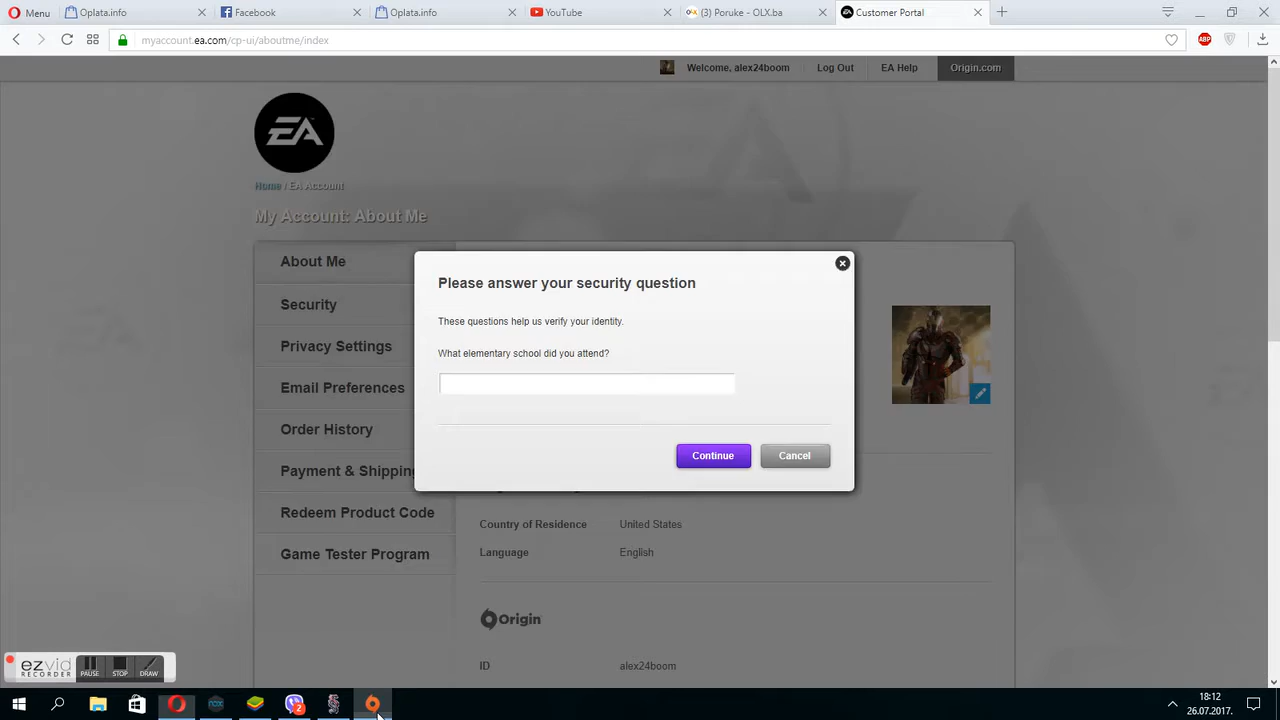 Menu
Oplata.info
Facebook
Oplata.info
YouTube
(3) Poruke - OLX.ba
Customer Portal
myaccount.ea.com/cp-ui/aboutme/index
ABP
Welcome, alex24boom
Log Out
EA Help
Origin.com
EA
Home / EA Account
My Account: About Me
About Me
Security
Privacy Settings
Email Preferences
Order History
Payment & Shipping
Redeem Product Code
Game Tester Program
Please answer your security question
These questions help us verify your identity.
What elementary school did you attend?
Continue
Cancel
Country of Residence United States
Language English
Origin
ID alex24boom
ezvid
RECORDER
PAUSE
STOP
DRAW
nox
2
18:12
26.07.2017.